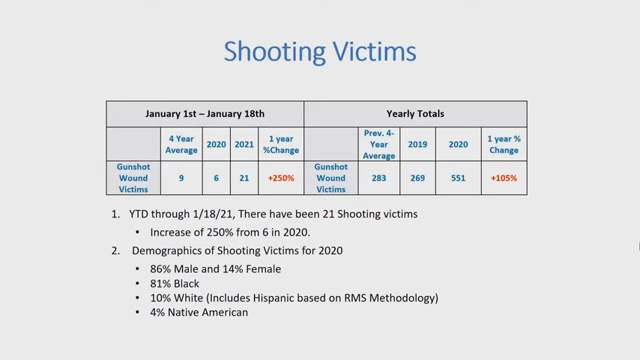 Shooting Victims
January 1st – January 18th
Yearly Totals
4 Year Average
2020
2021
1 year %Change
Prev. 4-Year Average
2019
2020
1 year % Change
Gunshot Wound Victims
9
6
21
+250%
Gunshot Wound Victims
283
269
551
+105%
1. YTD through 1/18/21, There have been 21 Shooting victims
• Increase of 250% from 6 in 2020.
2. Demographics of Shooting Victims for 2020
• 86% Male and 14% Female
• 81% Black
• 10% White (Includes Hispanic based on RMS Methodology)
• 4% Native American